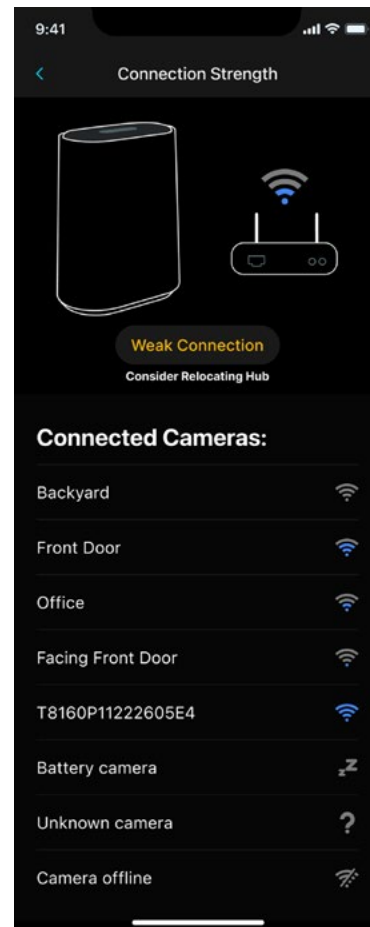 9:41
Connection Strength
Weak Connection
Consider Relocating Hub
Connected Cameras:
Backyard
Front Door
Office
Facing Front Door
T8160P11222605E4
Battery camera
zZ
Unknown camera
?
Camera offline